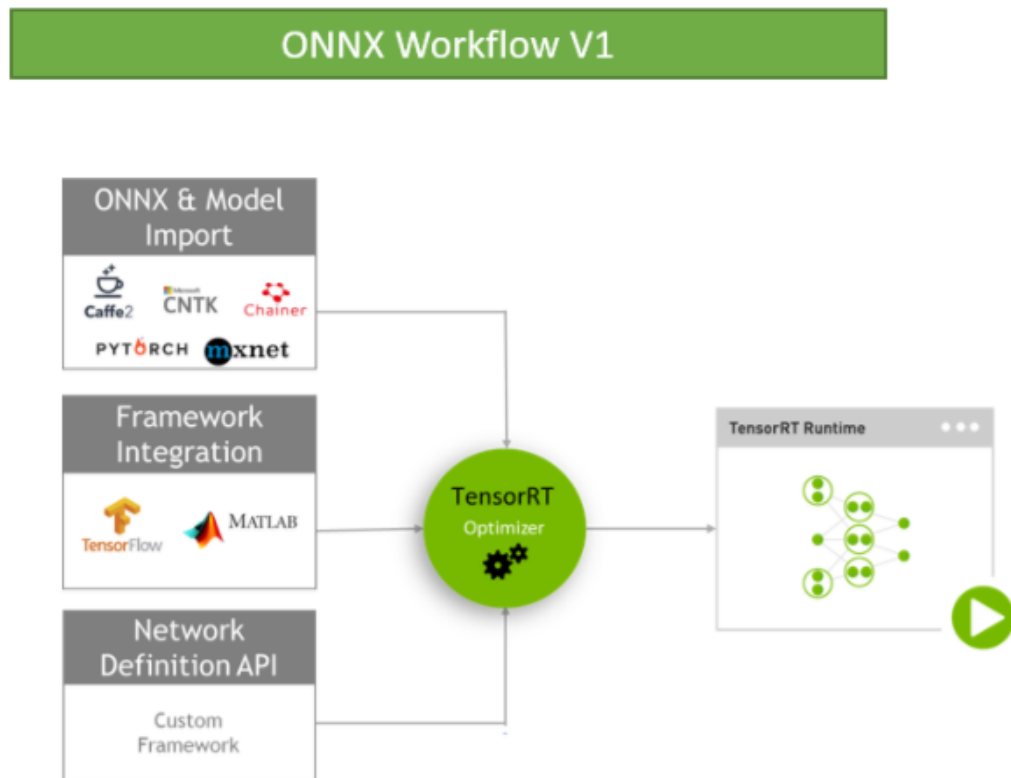 ONNX Workflow V1
ONNX & Model
Import
Caffe2
Microsoft
CNTK
Chainer
PYTORCH
mxnet
Framework
Integration
TensorFlow
MATLAB
Network
Definition API
Custom
Framework
TensorRT
Optimizer
TensorRT Runtime